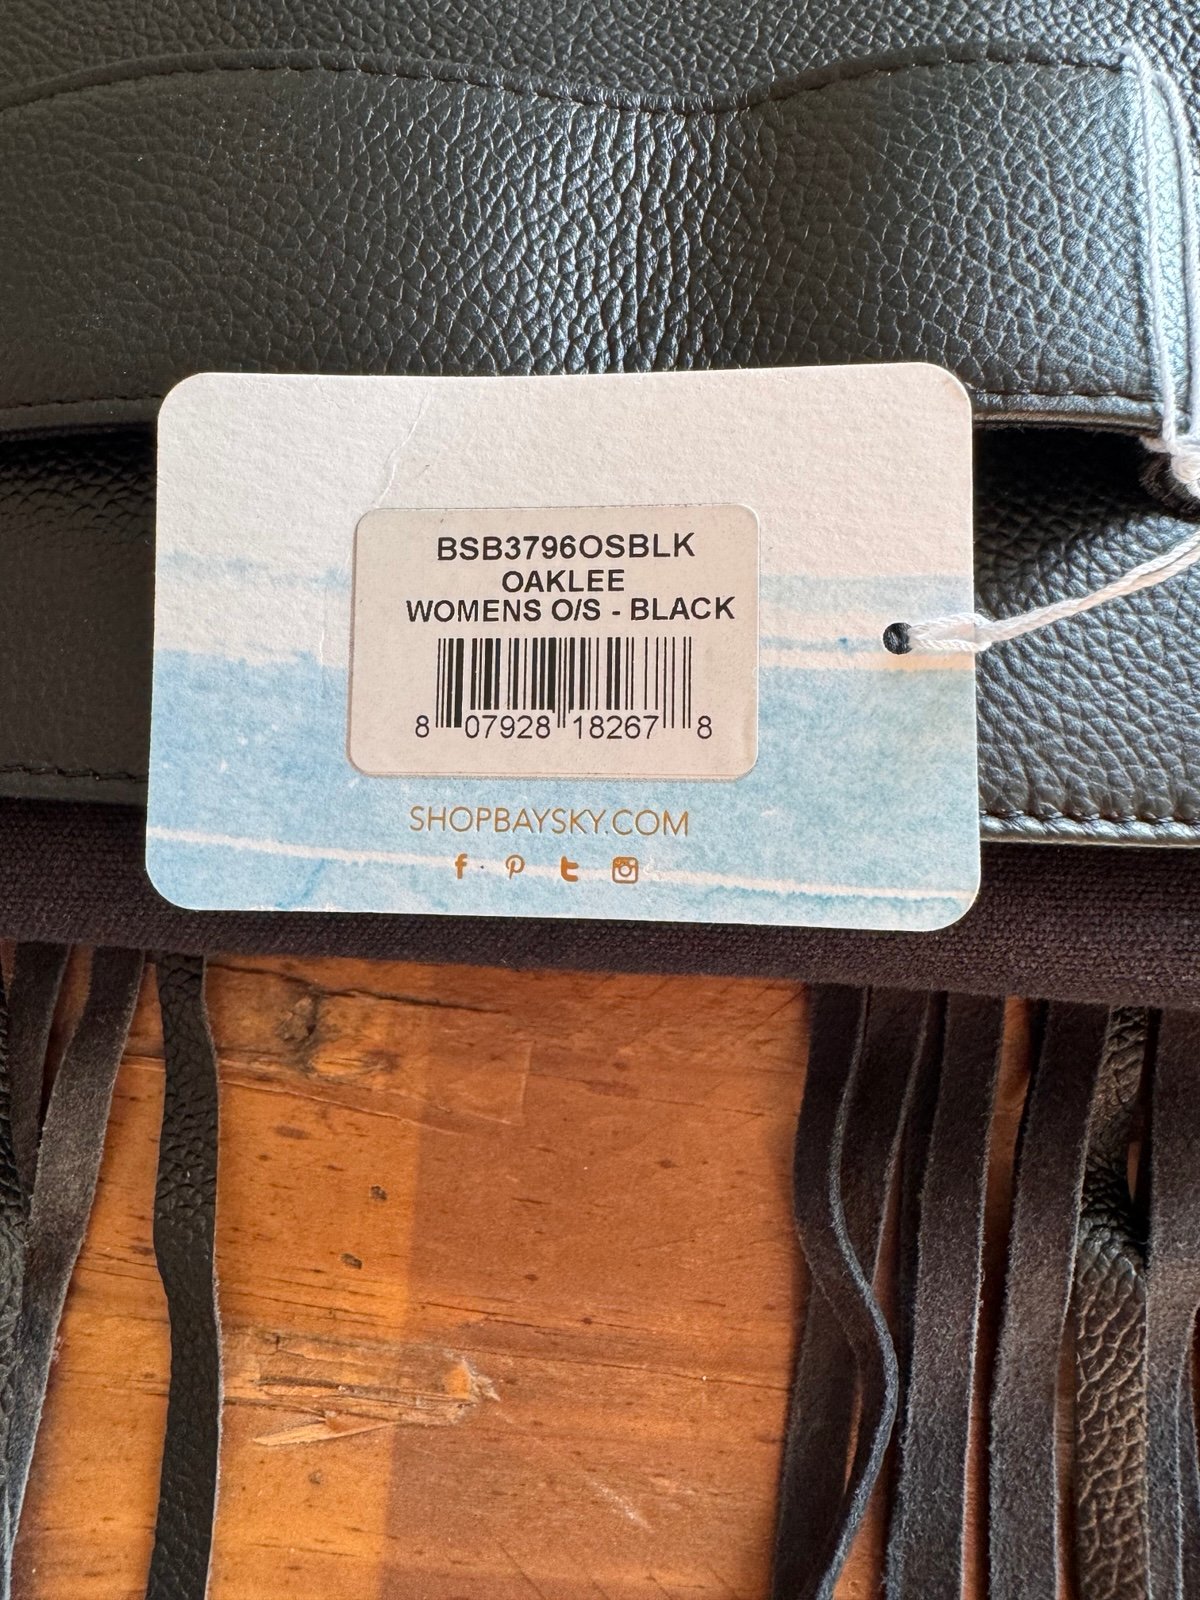 BSB3796OSBLK
OAKLEE
WOMENS O/S - BLACK
8 07928 18267 8
SHOPBAYSKY.COM